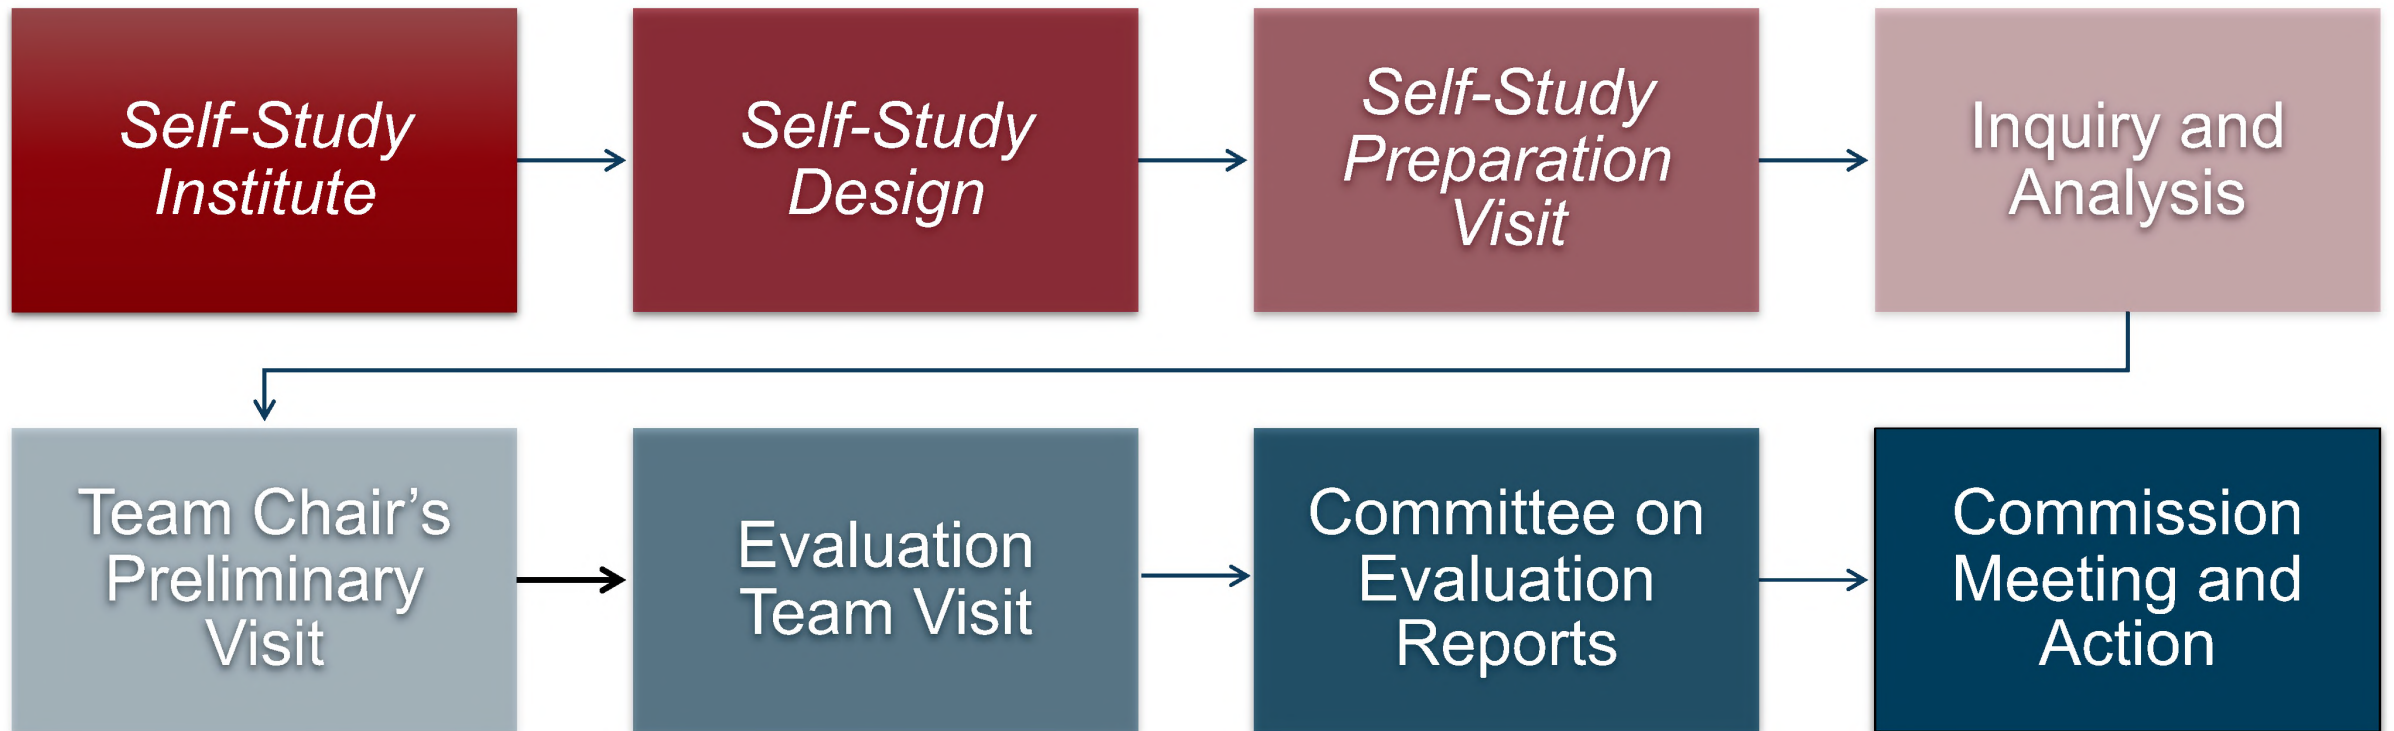 Self-Study
Institute
Self-Study
Design
Self-Study
Preparation
Visit
Inquiry and
Analysis
Team Chair’s
Preliminary
Visit
Evaluation
Team Visit
Committee on
Evaluation
Reports
Commission
Meeting and
Action